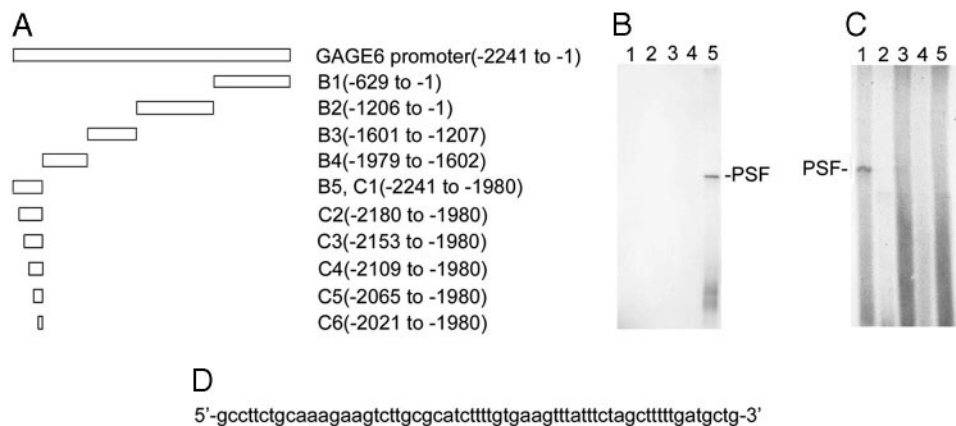 A
GAGE6 promoter(-2241 to -1)
B1(-629 to -1)
B2(-1206 to -1)
B3(-1601 to -1207)
B4(-1979 to -1602)
B5, C1(-2241 to -1980)
C2(-2180 to -1980)
C3(-2153 to -1980)
C4(-2109 to -1980)
C5(-2065 to -1980)
C6(-2021 to -1980)
B
1 2 3 4 5
-PSF
C
1 2 3 4 5
PSF-
D
5'-gccttctgcaaagaagtcttgcgcatcttttgtgaagtttatttctagctttttgatgctg-3'